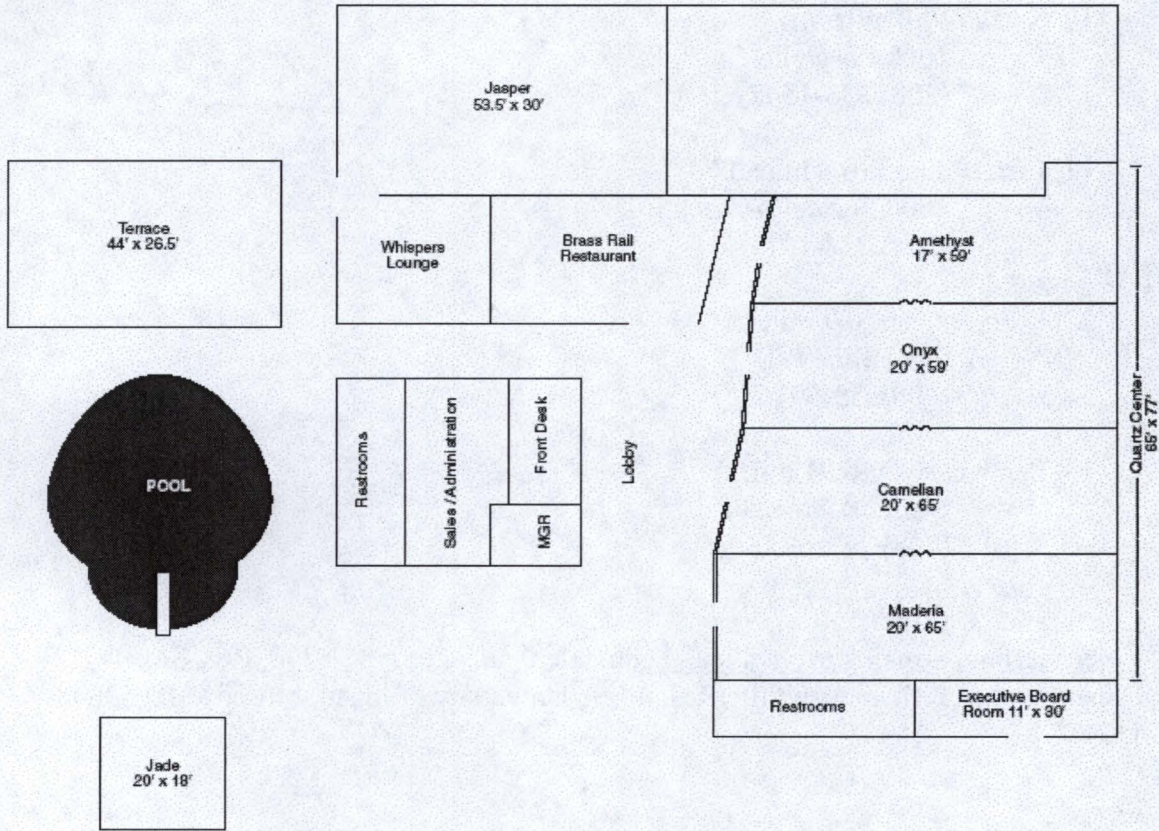 Jasper
53.5' x 30'
Terrace
44' x 26.5'
Whispers
Lounge
Brass Rail
Restaurant
Amethyst
17' x 59'
Onyx
20' x 59'
Quartz Center
65' x 77'
Restrooms
Sales / Administration
Front Desk
MGR
Lobby
POOL
Camellan
20' x 65'
Maderia
20' x 65'
Restrooms
Executive Board
Room 11' x 30'
Jade
20' x 18'